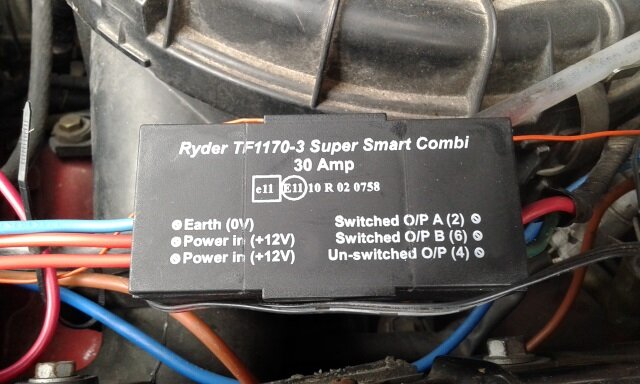 Ryder TF1170-3 Super Smart Combi
30 Amp
e11 E11 10 R 02 0758
Earth (0V)
Power in (+12V)
Power in (+12V)
Switched O/P A (2)
Switched O/P B (6)
Un-switched O/P (4)